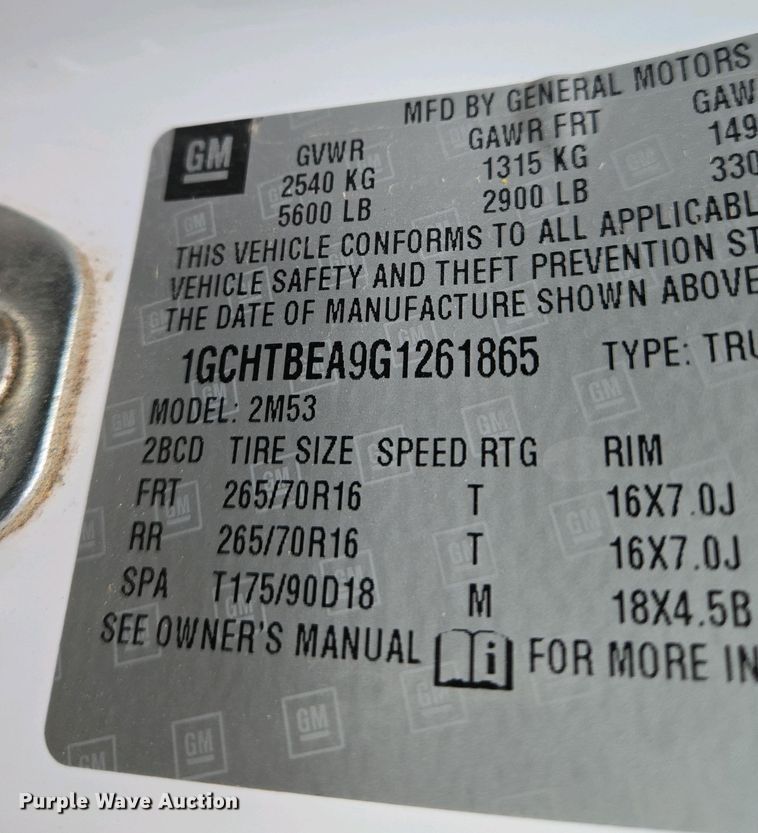 MFD BY GENERAL MOTORS
GM GVWR GAWR FRT GAW
2540 KG 1315 KG 149
5600 LB 2900 LB 330
THIS VEHICLE CONFORMS TO ALL APPLICABL
VEHICLE SAFETY AND THEFT PREVENTION ST
THE DATE OF MANUFACTURE SHOWN ABOVE
1GCHTBEA9G1261865 TYPE: TRU
MODEL: 2M53
2BCD TIRE SIZE SPEED RTG RIM
FRT 265/70R16 T 16X7.0J
RR 265/70R16 T 16X7.0J
SPA T175/90D18 M 18X4.5B
SEE OWNER'S MANUAL i FOR MORE IN
Purple Wave Auction